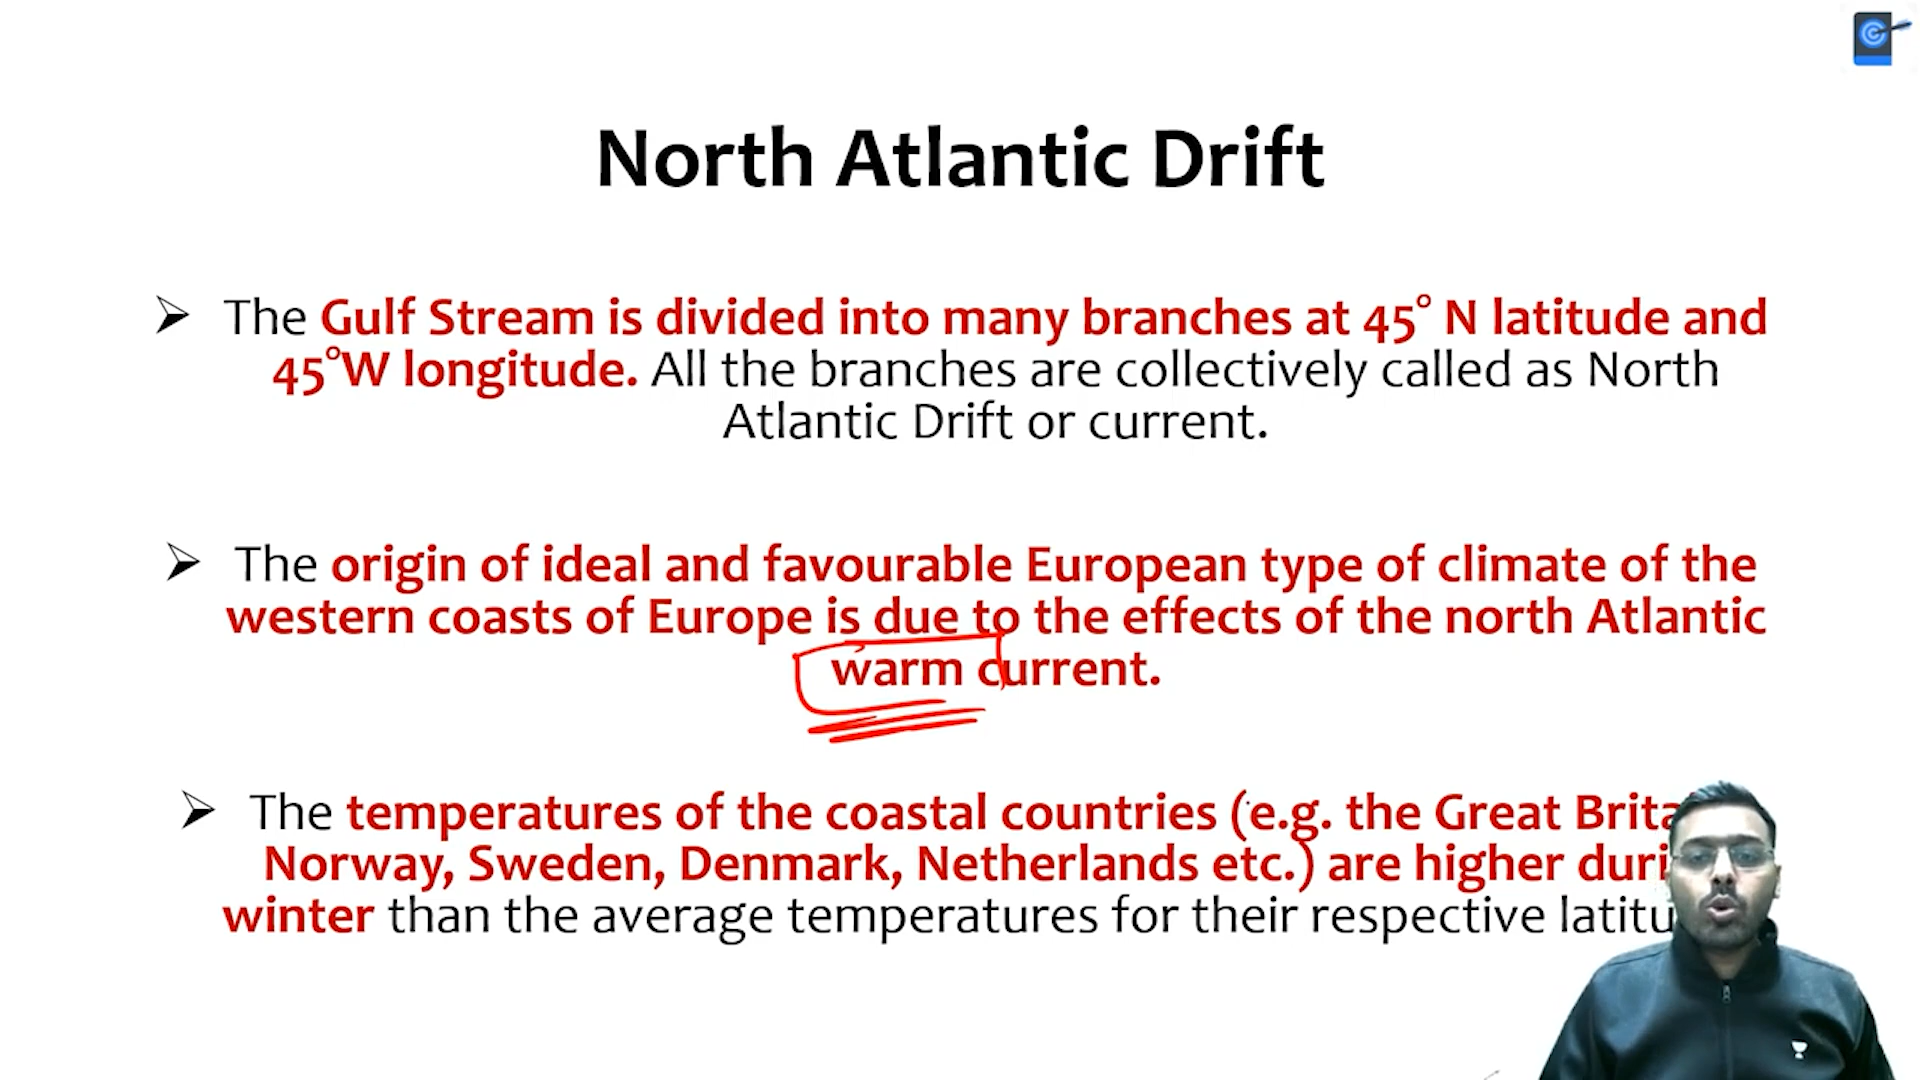 North Atlantic Drift
➢ The Gulf Stream is divided into many branches at 45° N latitude and
45°W longitude. All the branches are collectively called as North
Atlantic Drift or current.
➢ The origin of ideal and favourable European type of climate of the
western coasts of Europe is due to the effects of the north Atlantic
warm current.
➢ The temperatures of the coastal countries (e.g. the Great
Norway, Sweden, Denmark, Netherlands etc.) are higher
winter than the average temperatures for their respective